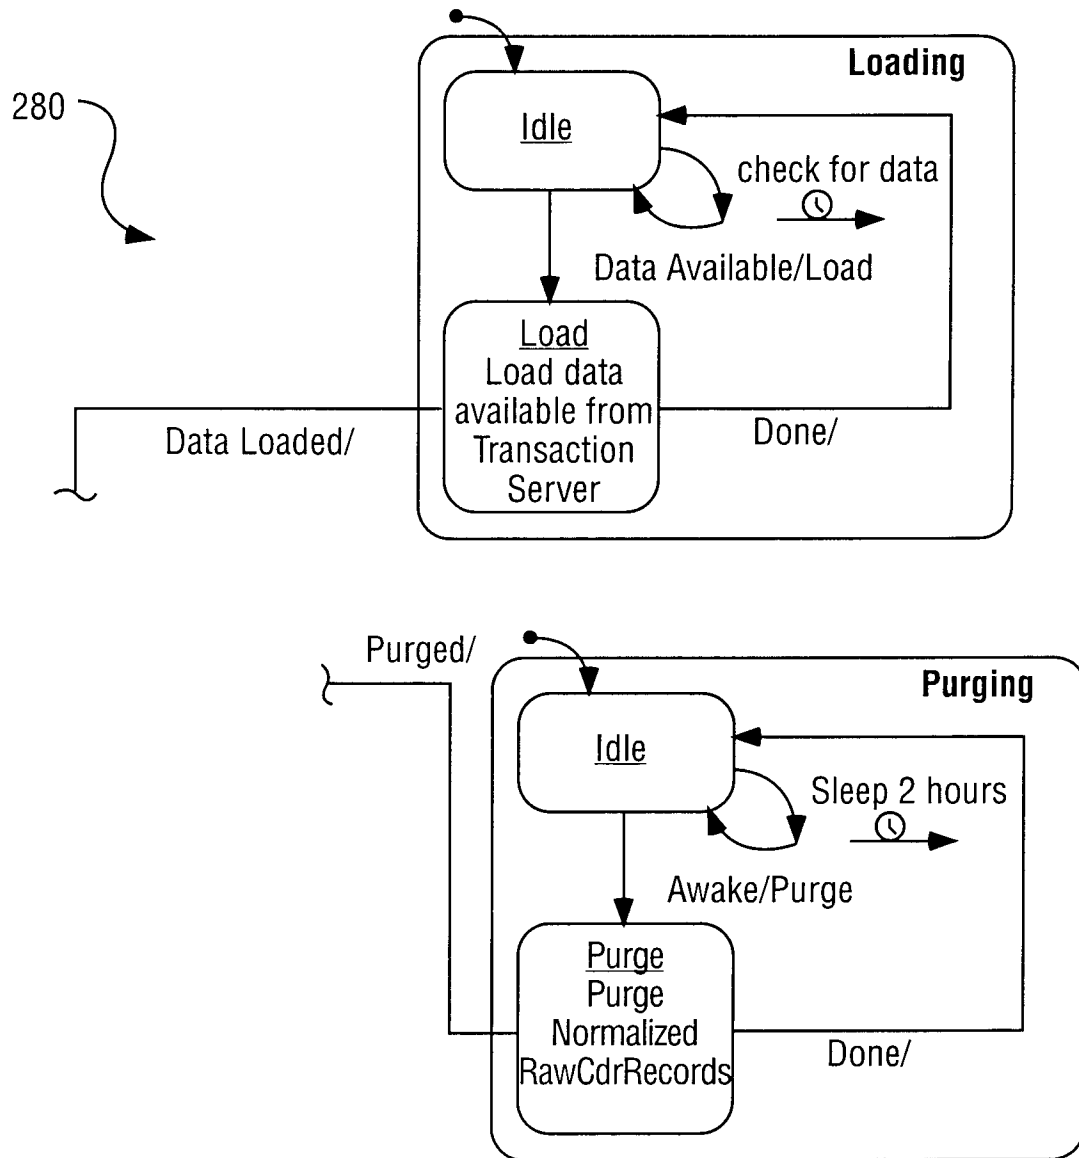 Loading
280
Idle
check for data
Data Available/Load
Load
Load data
available from
Transaction
Server
Data Loaded/
Done/
Purged/
Purging
Idle
Sleep 2 hours
Awake/Purge
Purge
Purge
Normalized
RawCdrRecords
Done/